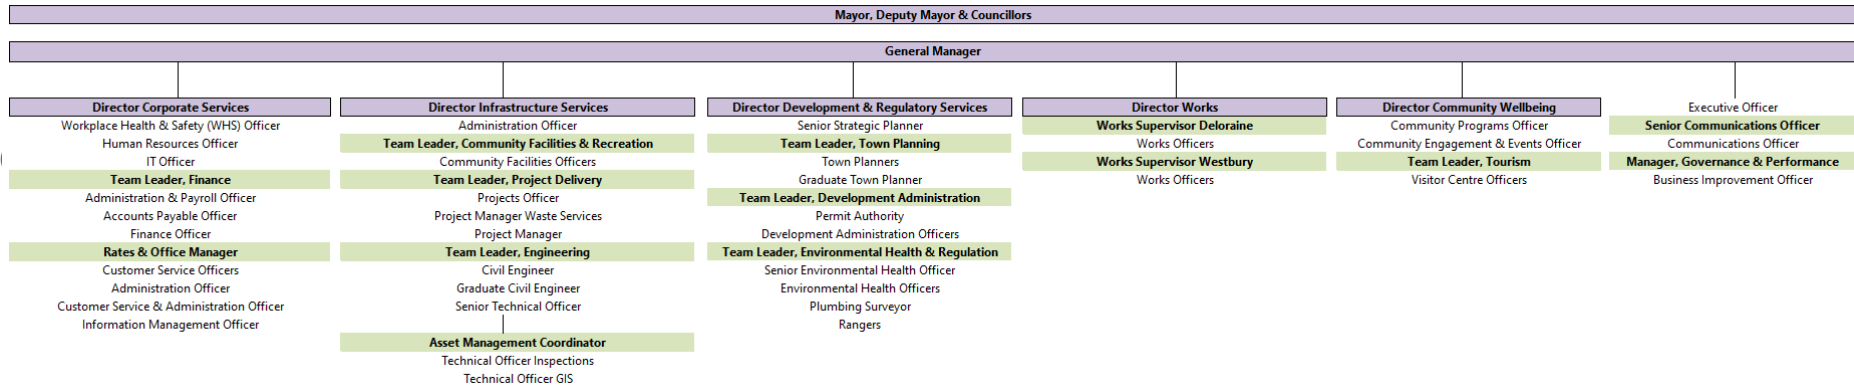 Mayor, Deputy Mayor & Councillors
General Manager
Director Corporate Services
Workplace Health & Safety (WHS) Officer
Human Resources Officer
IT Officer
Team Leader, Finance
Administration & Payroll Officer
Accounts Payable Officer
Finance Officer
Rates & Office Manager
Customer Service Officers
Administration Officer
Customer Service & Administration Officer
Information Management Officer
Director Infrastructure Services
Administration Officer
Team Leader, Community Facilities & Recreation
Community Facilities Officers
Team Leader, Project Delivery
Projects Officer
Project Manager Waste Services
Project Manager
Team Leader, Engineering
Civil Engineer
Graduate Civil Engineer
Senior Technical Officer
Asset Management Coordinator
Technical Officer Inspections
Technical Officer GIS
Director Development & Regulatory Services
Senior Strategic Planner
Team Leader, Town Planning
Town Planners
Graduate Town Planner
Team Leader, Development Administration
Permit Authority
Development Administration Officers
Team Leader, Environmental Health & Regulation
Senior Environmental Health Officer
Environmental Health Officers
Plumbing Surveyor
Rangers
Director Works
Works Supervisor Deloraine
Works Officers
Works Supervisor Westbury
Works Officers
Director Community Wellbeing
Community Programs Officer
Community Engagement & Events Officer
Team Leader, Tourism
Visitor Centre Officers
Executive Officer
Senior Communications Officer
Communications Officer
Manager, Governance & Performance
Business Improvement Officer